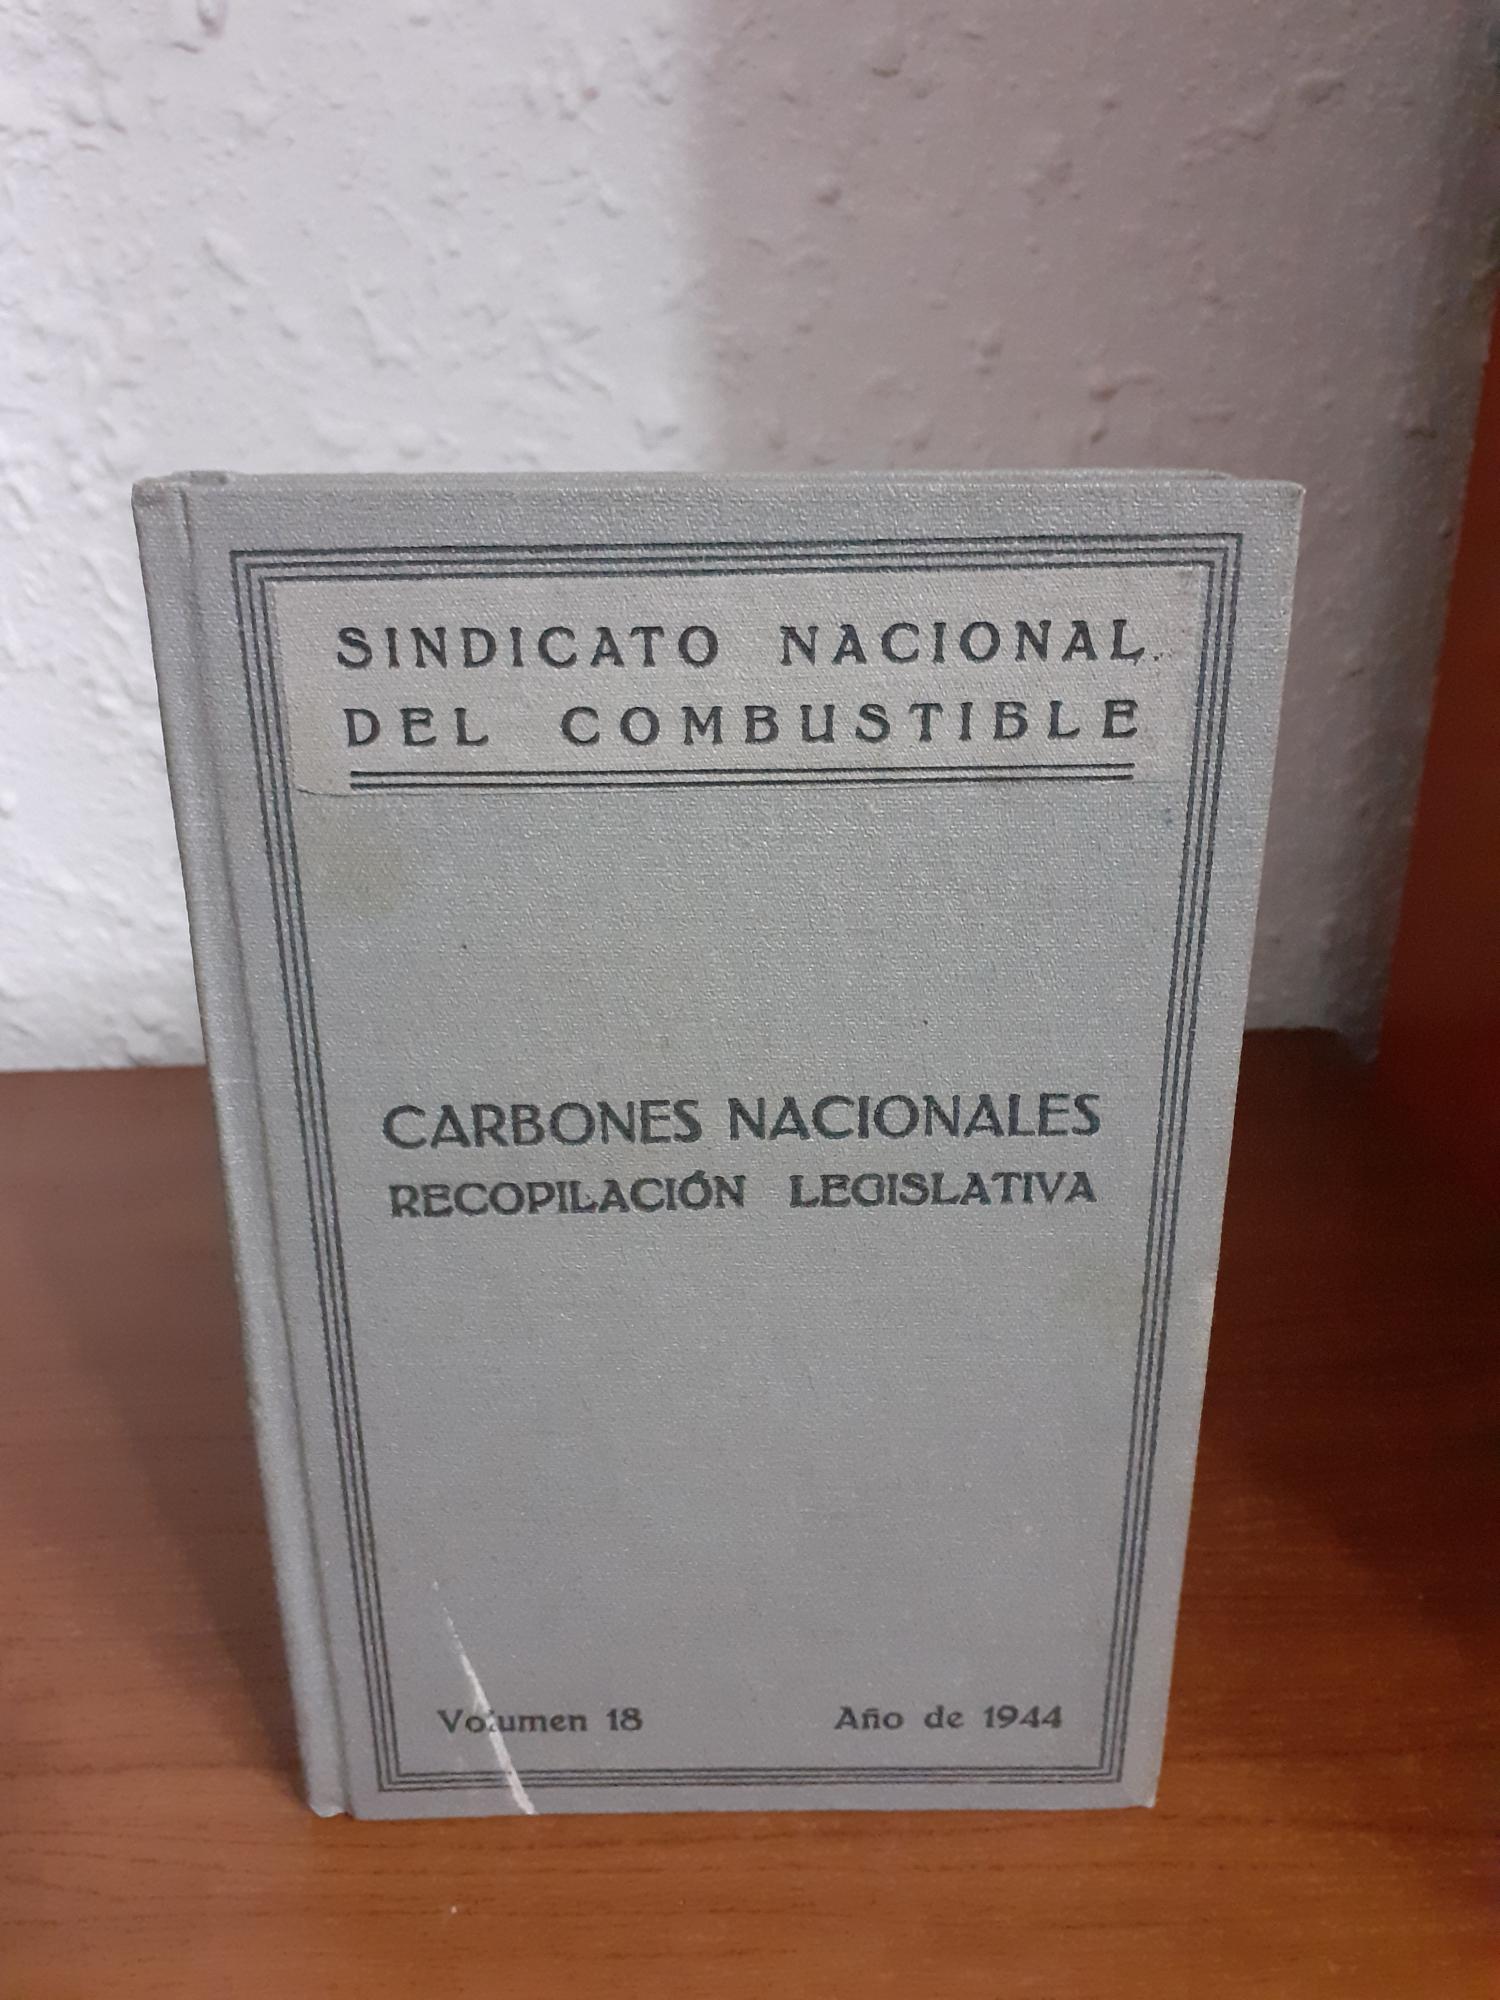 SINDICATO NACIONAL
DEL COMBUSTIBLE
CARBONES NACIONALES
RECOPILACIÓN LEGISLATIVA
Volumen 18 Año de 1944